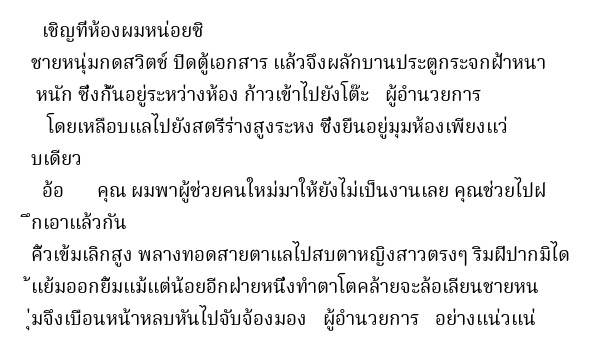 เชิญที่ห้องผมหน่อยซิ
ชายหนุ่มกดสวิตช์ ปิดตู้เอกสาร แล้วจึงผลักบานประตูกระจกฝ้าหนา
หนัก ซึ่งกั้นอยู่ระหว่างห้อง ก้าวเข้าไปยังโต๊ะ ผู้อำนวยการ
โดยเหลือบแลไปยังสตรีร่างสูงระหง ซึ่งยืนอยู่มุมห้องเพียงแว่
บเดียว
อ้อ คุณ ผมพาผู้ช่วยคนใหม่มาให้ยังไม่เป็นงานเลย คุณช่วยไปฝ
ึกเอาแล้วกัน
คิ้วเข้มเลิกสูง พลางทอดสายตาแลไปสบตาหญิงสาวตรงๆ ริมฝีปากมิได
้แย้มออกยิ้มแม้แต่น้อยอีกฝ่ายหนึ่งทำตาโตคล้ายจะล้อเลียนชายหน
ุ่มจึงเบือนหน้าหลบหันไปจับจ้องมอง ผู้อำนวยการ อย่างแน่วแน่